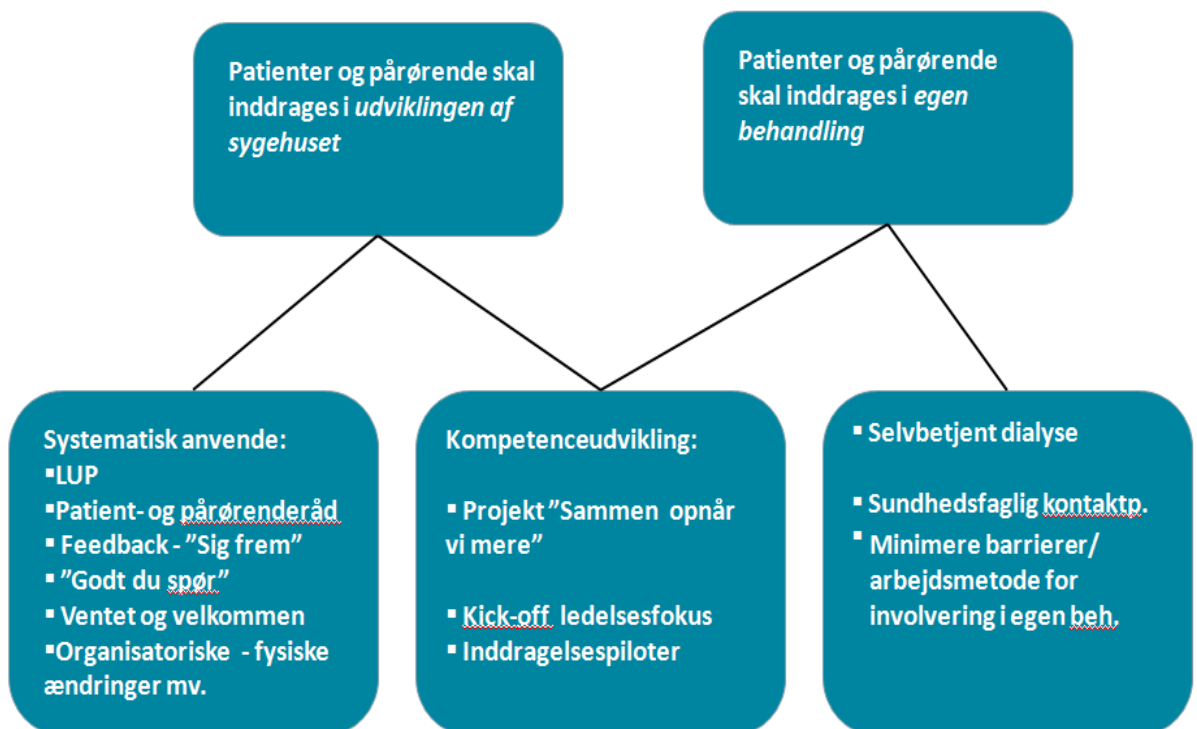 Patienter og pårørende skal
inddrages i udviklingen af
sygehuset
Patienter og pårørende
skal inddrages i egen
behandling
Systematisk anvende:
▪LUP
▪Patient- og pårørenderåd
▪ Feedback - ”Sig frem”
▪ ”Godt du spør”
▪ Ventet og velkommen
▪Organisatoriske - fysiske
ændringer mv.
Kompetenceudvikling:
▪ Projekt ”Sammen opnår
vi mere”
▪ Kick-off ledelsesfokus
▪ Inddragelsespiloter
▪ Selvbetjent dialyse
▪ Sundhedsfaglig kontaktp.
▪ Minimere barrierer/
arbejdsmetode for
involvering i egen beh.